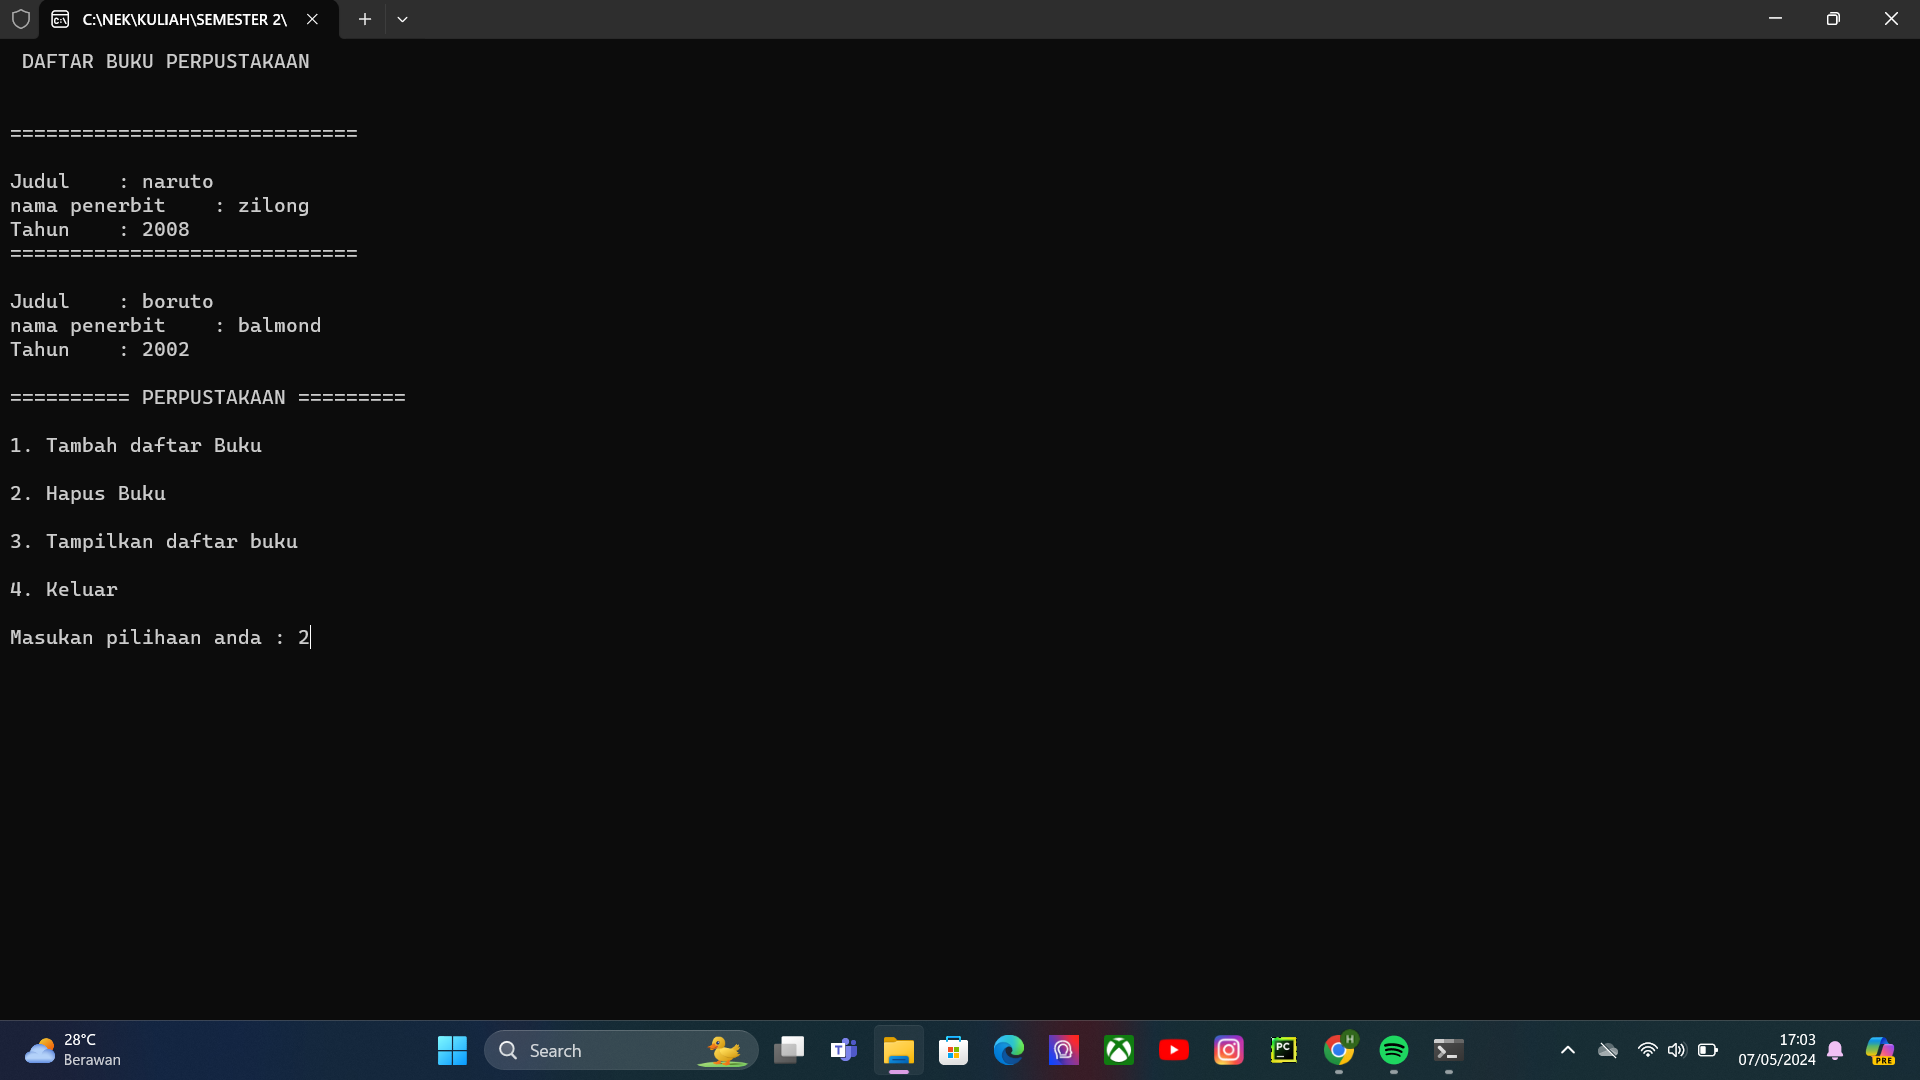 C:\NEK\KULIAH\SEMESTER 2\
DAFTAR BUKU PERPUSTAKAAN
=============================
Judul    : naruto
nama penerbit    : zilong
Tahun    : 2008
=============================
Judul    : boruto
nama penerbit    : balmond
Tahun    : 2002
========== PERPUSTAKAAN =========
1. Tambah daftar Buku
2. Hapus Buku
3. Tampilkan daftar buku
4. Keluar
Masukan pilihaan anda : 2
28°C
Berawan
Search
T
PC
H
17:03
07/05/2024
PRE